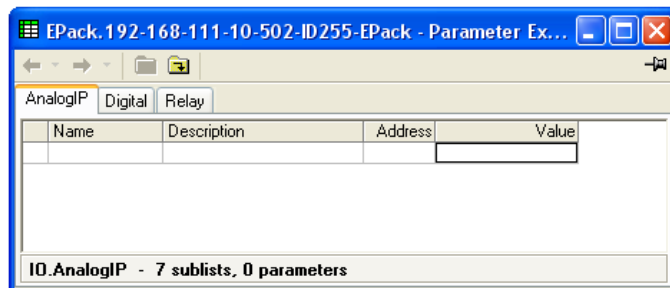 EPack.192-168-111-10-502-ID255-EPack - Parameter Ex...
AnalogIP Digital Relay
Name Description Address Value
IO.AnalogIP - 7 sublists, 0 parameters